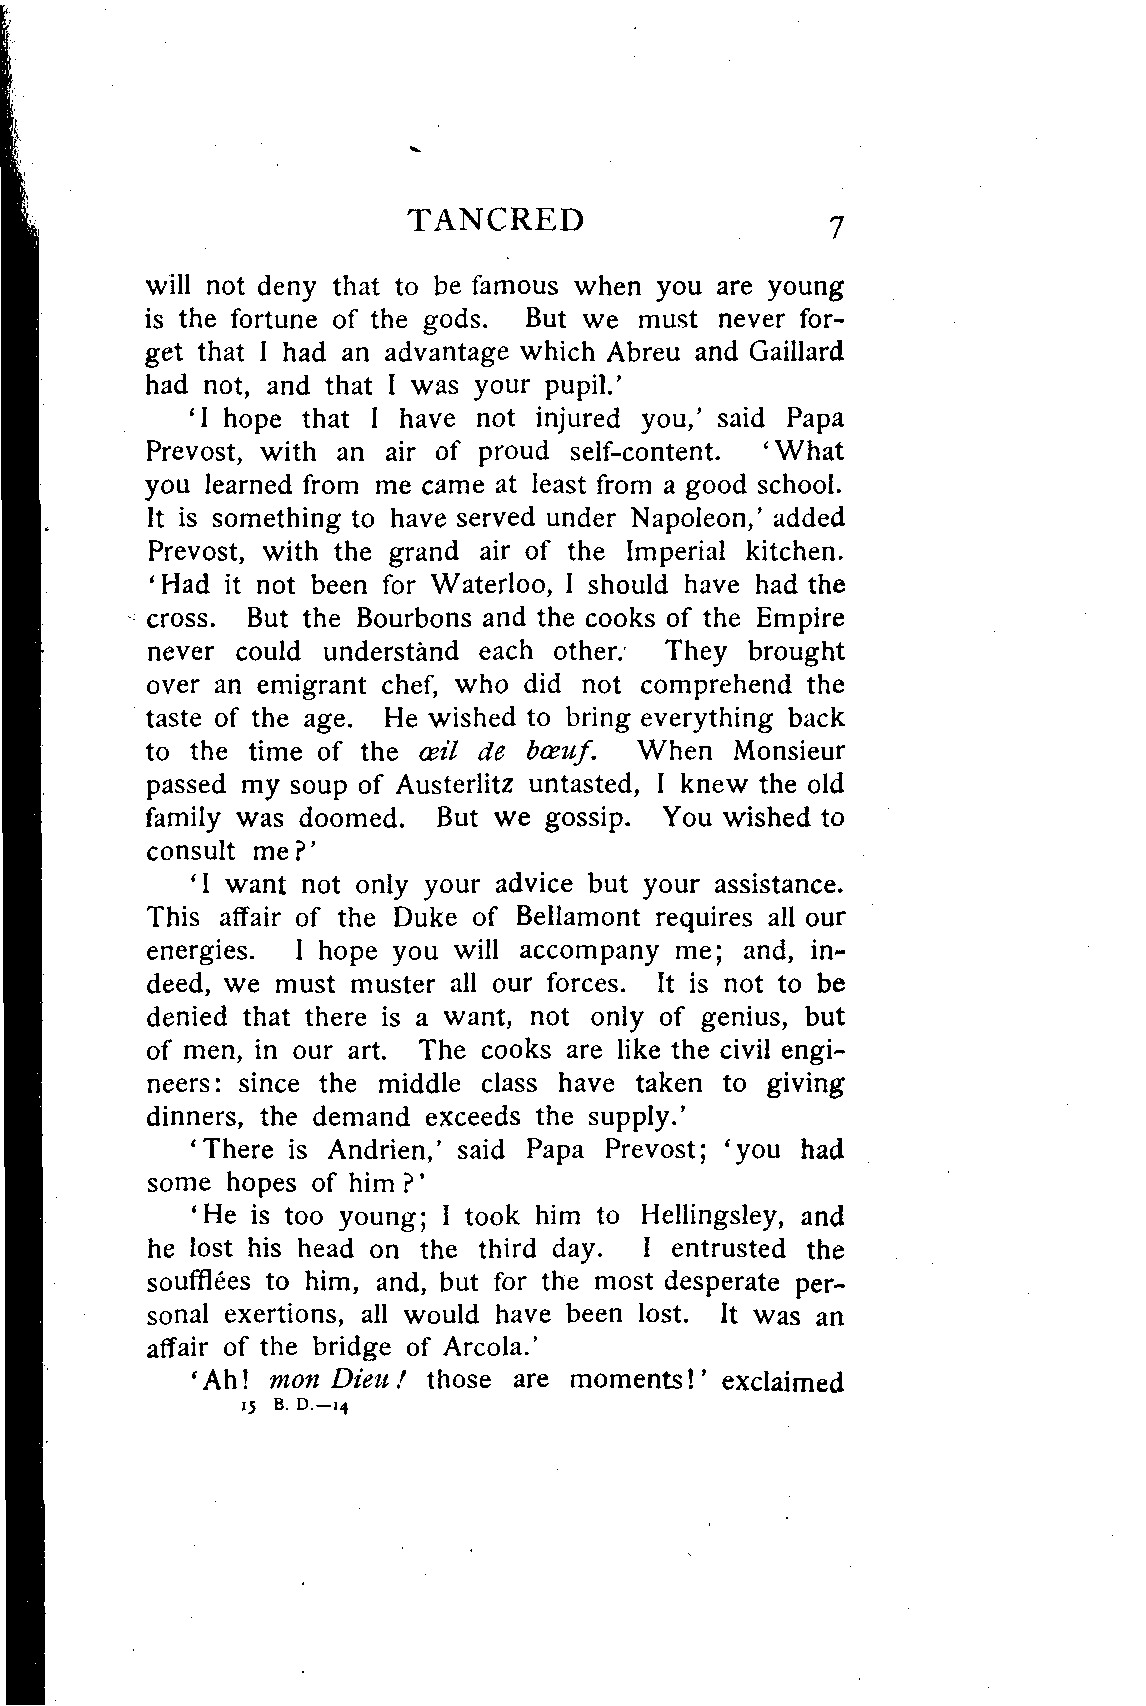 TANCRED 7
will not deny that to be famous when you are young
is the fortune of the gods. But we must never for-
get that I had an advantage which Abreu and Gaillard
had not, and that I was your pupil.’
‘I hope that I have not injured you,’ said Papa
Prevost, with an air of proud self-content. ‘What
you learned from me came at least from a good school.
It is something to have served under Napoleon,’ added
Prevost, with the grand air of the Imperial kitchen.
‘Had it not been for Waterloo, I should have had the
cross. But the Bourbons and the cooks of the Empire
never could understand each other. They brought
over an emigrant chef, who did not comprehend the
taste of the age. He wished to bring everything back
to the time of the œil de bœuf. When Monsieur
passed my soup of Austerlitz untasted, I knew the old
family was doomed. But we gossip. You wished to
consult me?’
‘I want not only your advice but your assistance.
This affair of the Duke of Bellamont requires all our
energies. I hope you will accompany me; and, in-
deed, we must muster all our forces. It is not to be
denied that there is a want, not only of genius, but
of men, in our art. The cooks are like the civil engi-
neers: since the middle class have taken to giving
dinners, the demand exceeds the supply.’
‘There is Andrien,’ said Papa Prevost; ‘you had
some hopes of him?’
‘He is too young; I took him to Hellingsley, and
he lost his head on the third day. I entrusted the
soufflées to him, and, but for the most desperate per-
sonal exertions, all would have been lost. It was an
affair of the bridge of Arcola.’
‘Ah! mon Dieu! those are moments!’ exclaimed
15 B. D.—14